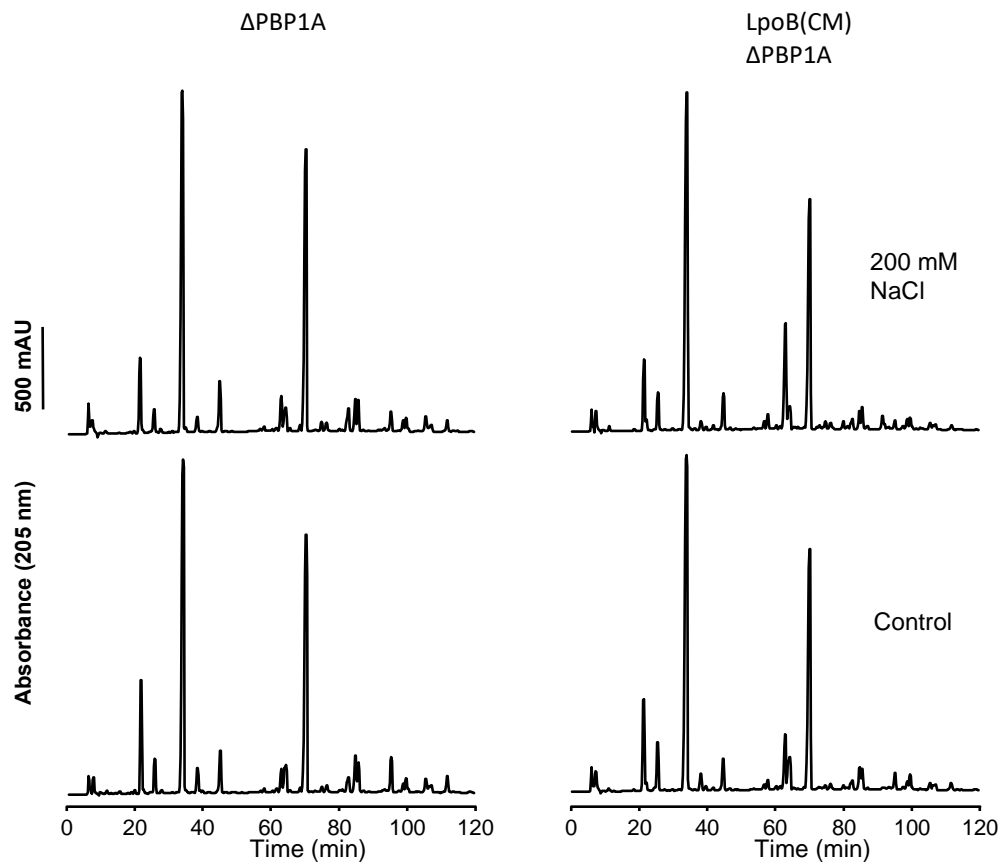 ΔPBP1A
LpoB(CM)
ΔPBP1A
200 mM
NaCl
500 mAU
Absorbance (205 nm)
Control
0 20 40 60 80 100 120
Time (min)
0 20 40 60 80 100 120
Time (min)